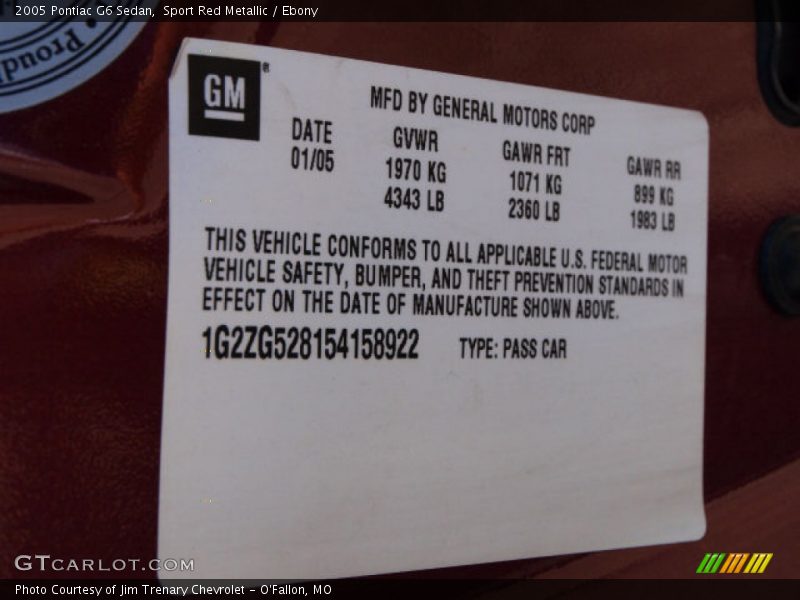 2005 Pontiac G6 Sedan, Sport Red Metallic / Ebony
Proudl
GM®
MFD BY GENERAL MOTORS CORP
DATE GVWR GAWR FRT GAWR RR
01/05 1970 KG 1071 KG 899 KG
4343 LB 2360 LB 1983 LB
THIS VEHICLE CONFORMS TO ALL APPLICABLE U.S. FEDERAL MOTOR
VEHICLE SAFETY, BUMPER, AND THEFT PREVENTION STANDARDS IN
EFFECT ON THE DATE OF MANUFACTURE SHOWN ABOVE.
1G2ZG528154158922 TYPE: PASS CAR
GTCARLOT.COM
Photo Courtesy of Jim Trenary Chevrolet - O'Fallon, MO